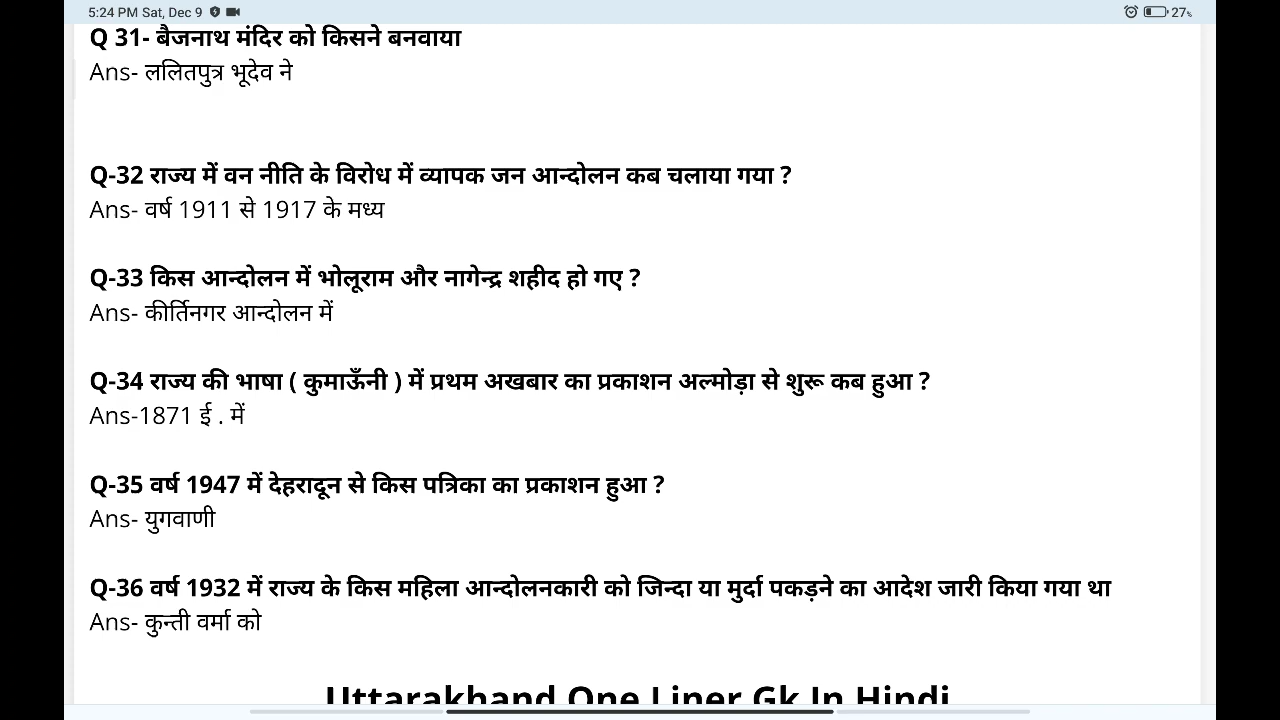 5:24 PM Sat, Dec 9
27%
Q 31- बैजनाथ मंदिर को किसने बनवाया
Ans- ललितपुत्र भूदेव ने
Q-32 राज्य में वन नीति के विरोध में व्यापक जन आन्दोलन कब चलाया गया ?
Ans- वर्ष 1911 से 1917 के मध्य
Q-33 किस आन्दोलन में भोलूराम और नागेन्द्र शहीद हो गए ?
Ans- कीर्तिनगर आन्दोलन में
Q-34 राज्य की भाषा ( कुमाऊँनी ) में प्रथम अखबार का प्रकाशन अल्मोड़ा से शुरू कब हुआ ?
Ans-1871 ई . में
Q-35 वर्ष 1947 में देहरादून से किस पत्रिका का प्रकाशन हुआ ?
Ans- युगवाणी
Q-36 वर्ष 1932 में राज्य के किस महिला आन्दोलनकारी को जिन्दा या मुर्दा पकड़ने का आदेश जारी किया गया था
Ans- कुन्ती वर्मा को
Uttarakhand One Liner Gk In Hindi